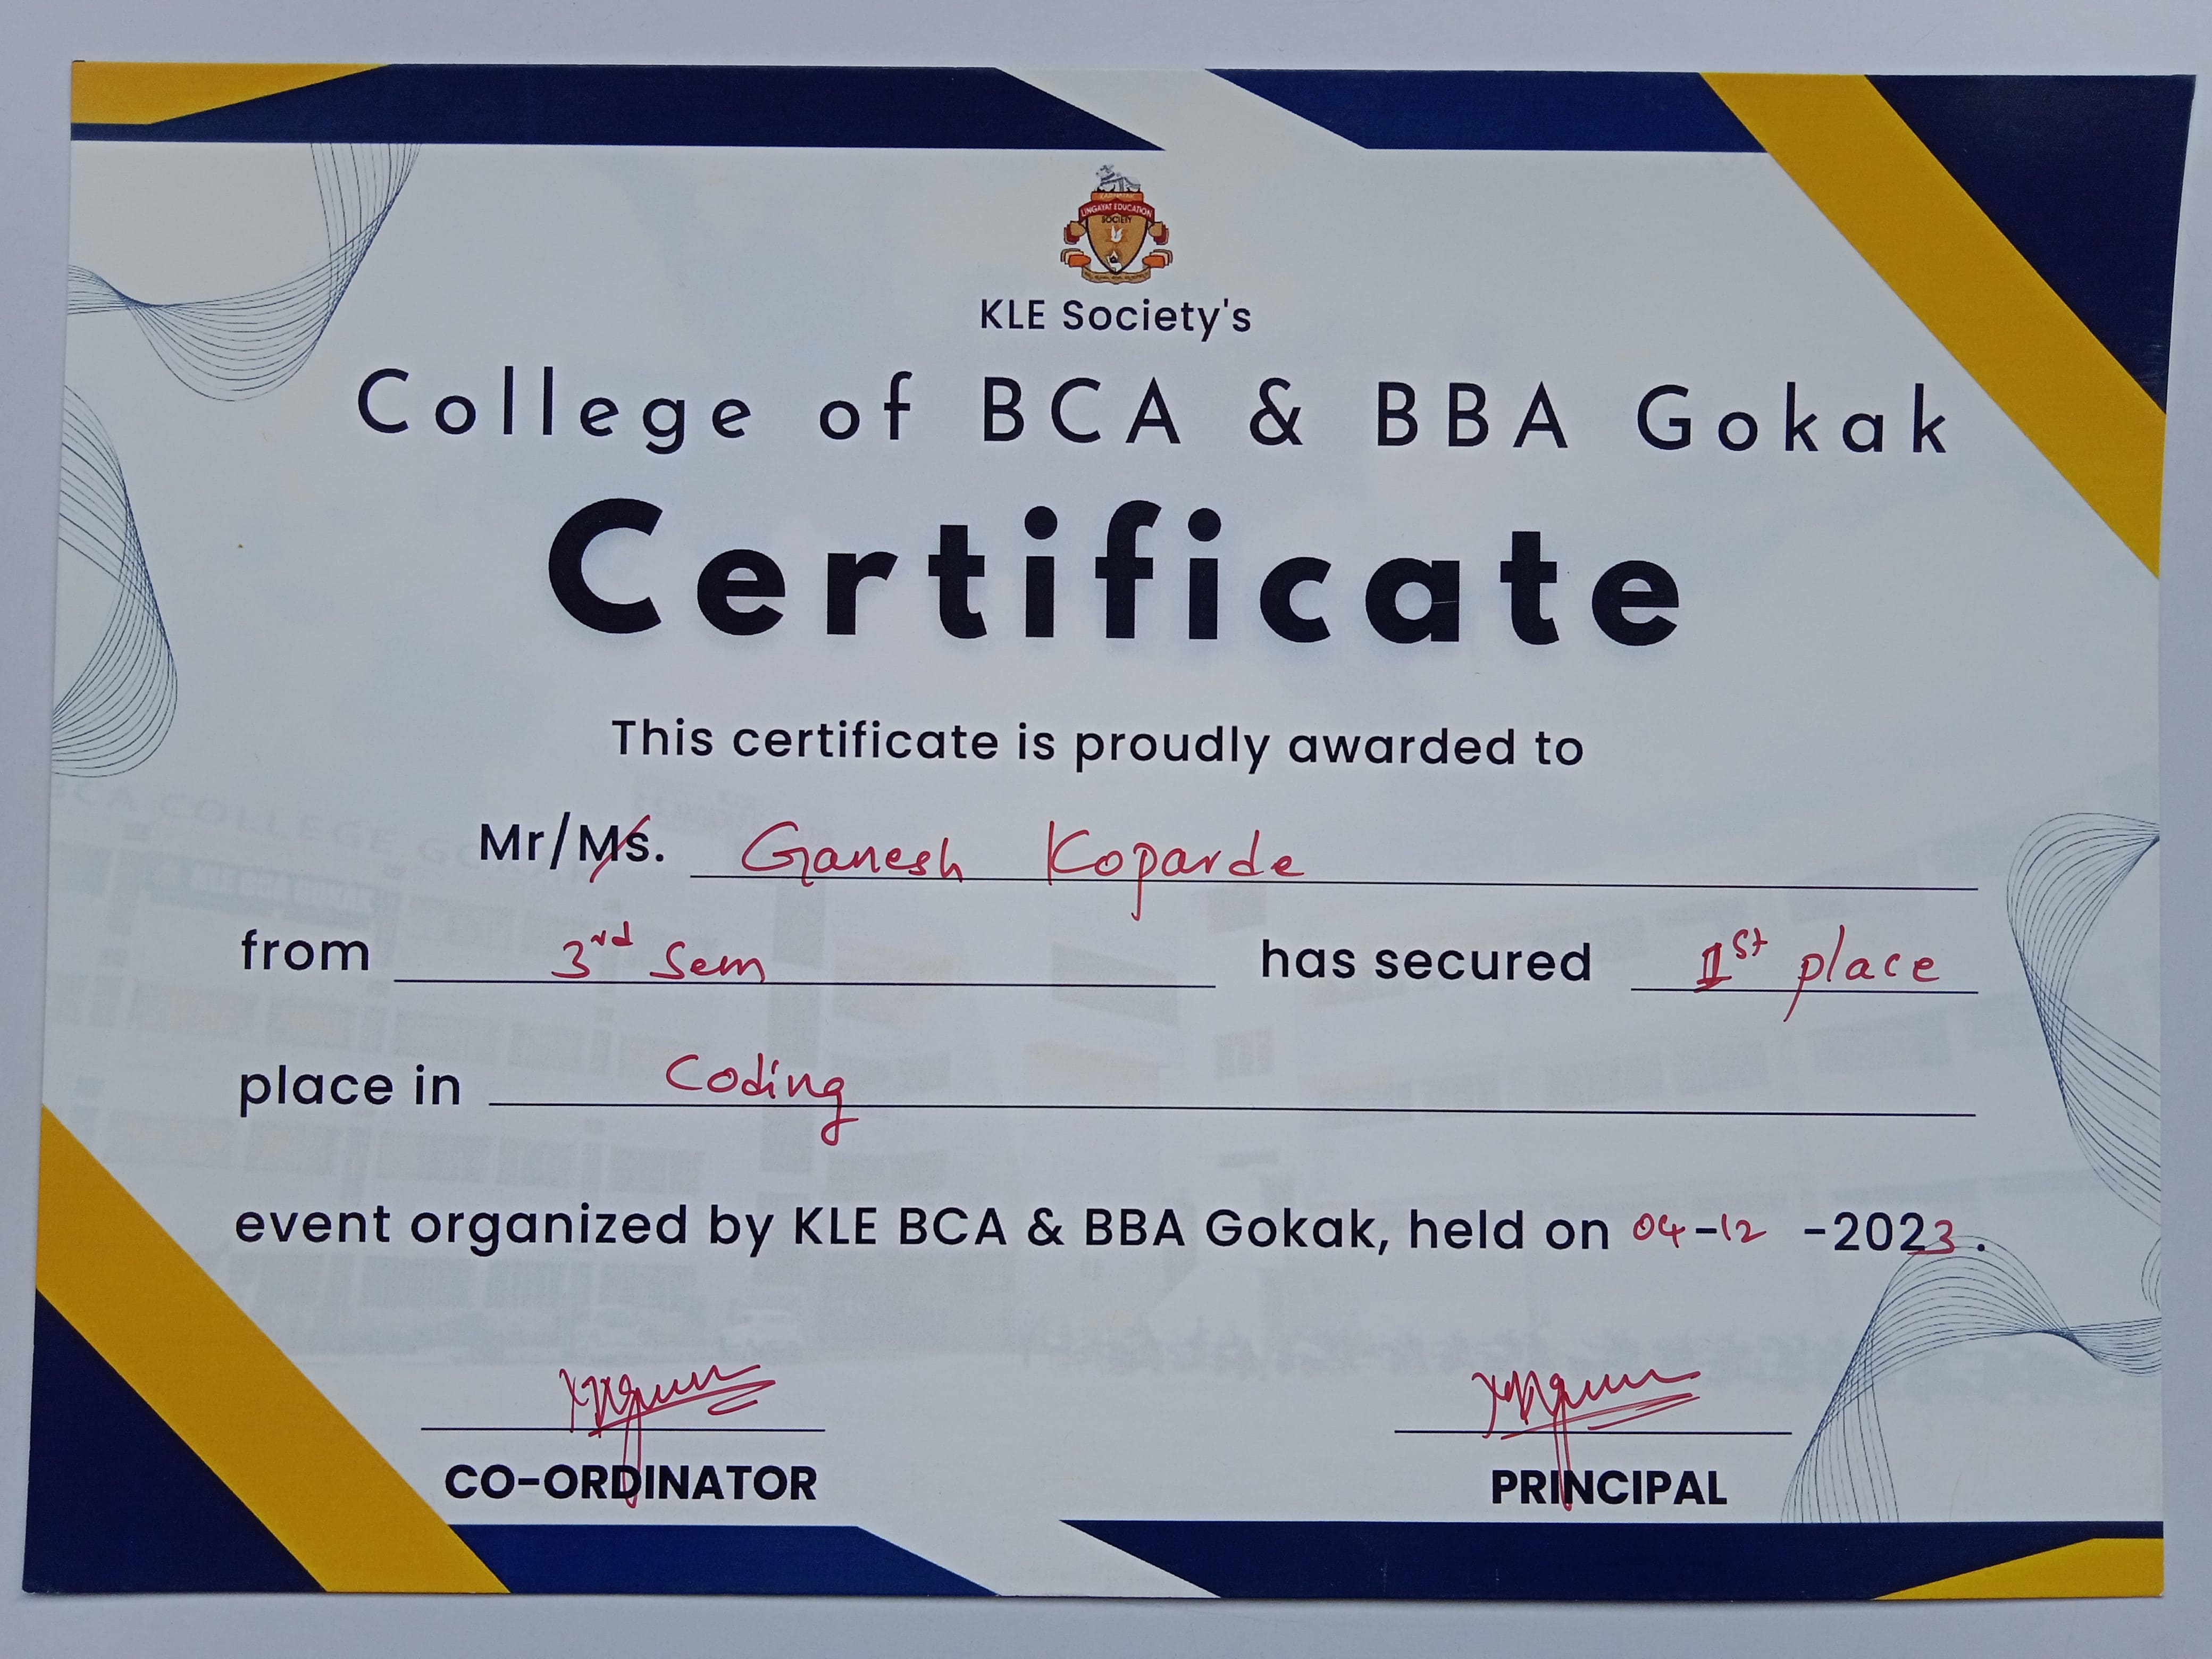 LINGAYAT EDUCATION
SOCIETY
KLE Society's
College of BCA & BBA Gokak
Certificate
This certificate is proudly awarded to
Mr/Ms. Ganesh Koparde
from 3rd Sem has secured 1st place
place in Coding
event organized by KLE BCA & BBA Gokak, held on 04-12 -2023.
CO-ORDINATOR PRINCIPAL